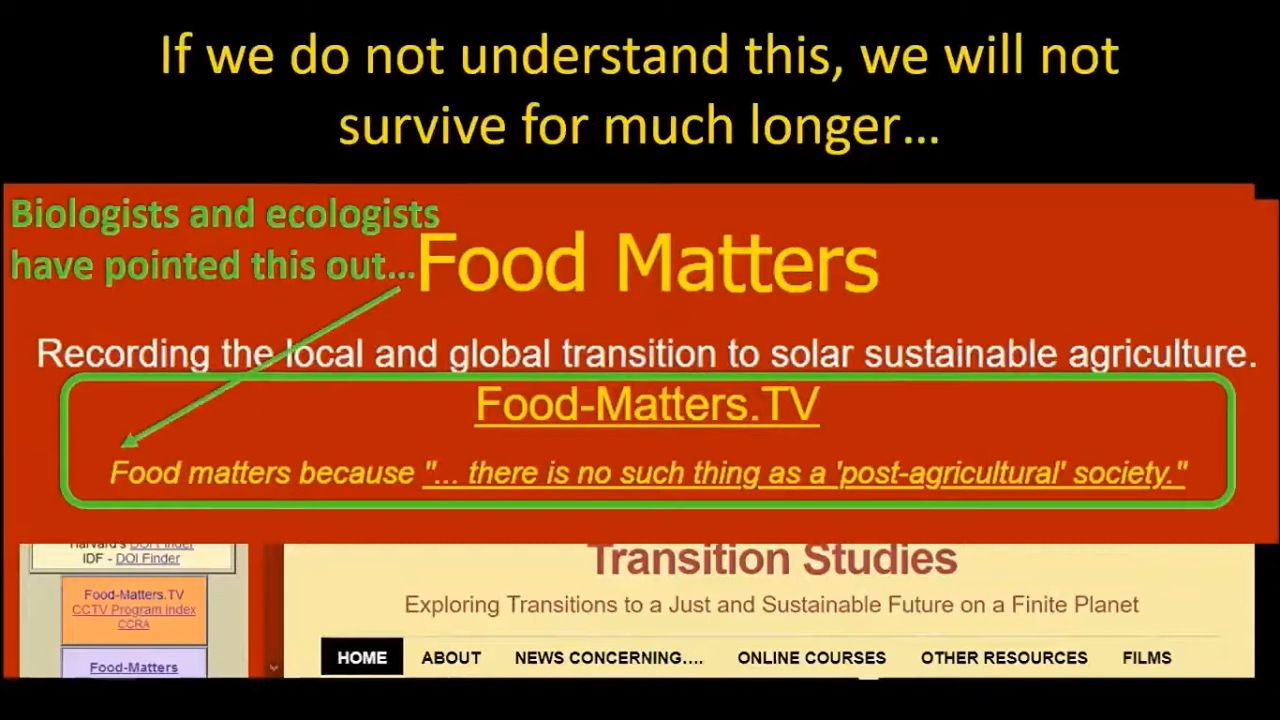 If we do not understand this, we will not
survive for much longer...
Biologists and ecologists
have pointed this out...
Food Matters
Recording the local and global transition to solar sustainable agriculture.
Food-Matters.TV
Food matters because "... there is no such thing as a 'post-agricultural' society."
Harvard's DOI Finder
IDF - DOI Finder
Food-Matters.TV
CCTV Program index
CCRA
Food-Matters
Transition Studies
Exploring Transitions to a Just and Sustainable Future on a Finite Planet
HOME ABOUT NEWS CONCERNING.... ONLINE COURSES OTHER RESOURCES FILMS